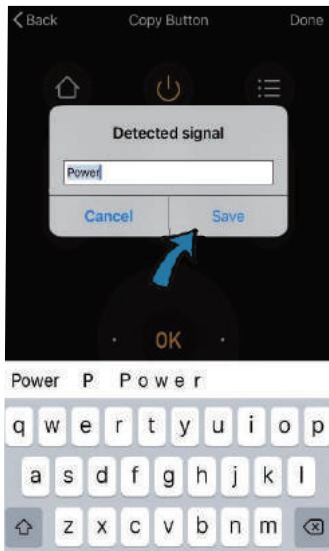 Back Copy Button Done
Detected signal
Power
Cancel Save
OK
Power P Power
q w e r t y u i o p
a s d f g h j k l
z x c v b n m